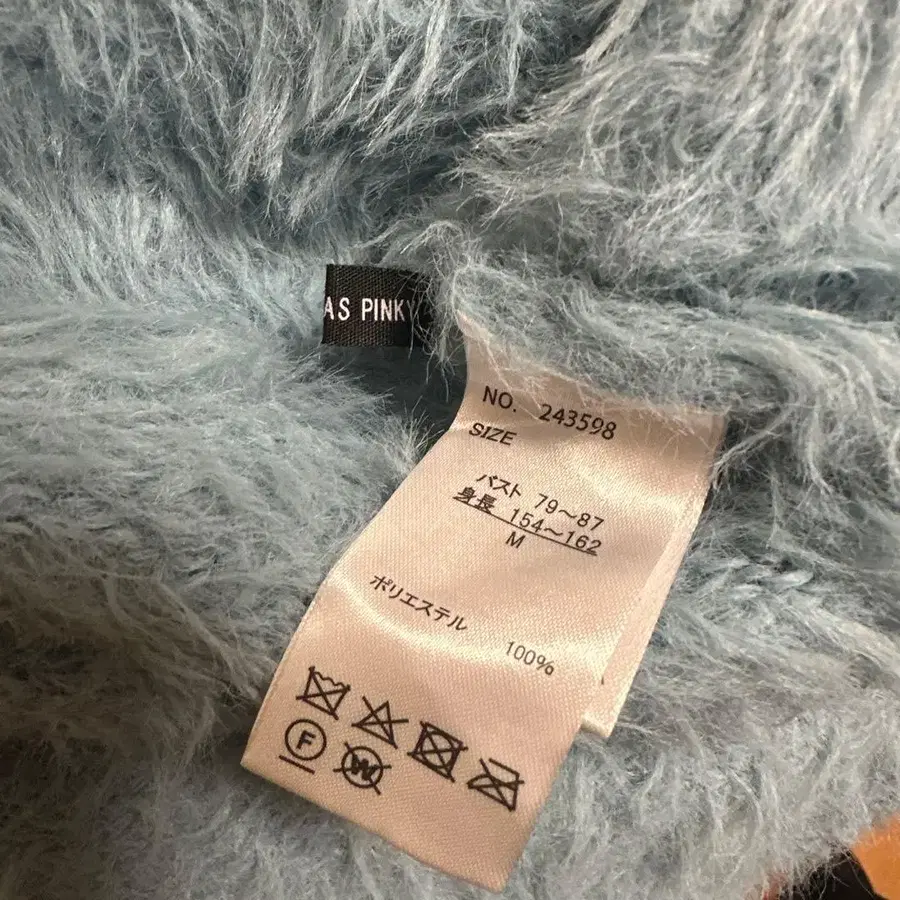 AS PINKY
NO. 243598
SIZE
バスト 79～87
身長 154～162
M
ポリエステル
100%
F
W